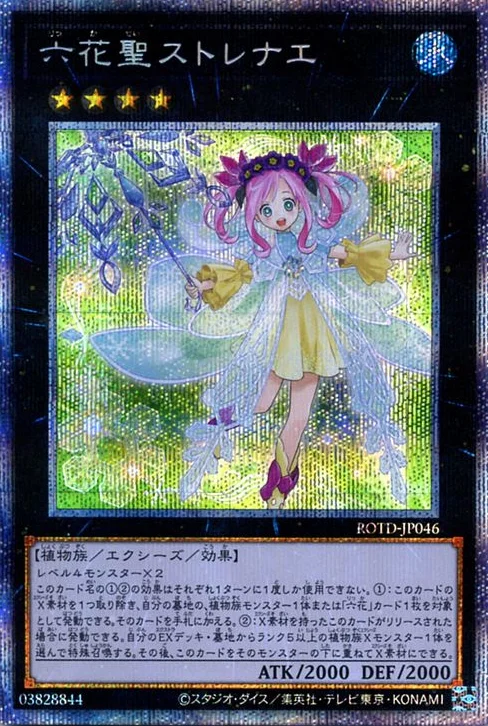 六花聖ストレナエ
水
ROTD-JP046
【植物族／エクシーズ／効果】
レベル４モンスター×２
このカード名の①②の効果はそれぞれ１ターンに１度しか使用できない。①：このカードの
X素材を１つ取り除き、自分の墓地の、植物族モンスター１体または「六花」カード１枚を対象
として発動できる。そのカードを手札に加える。②：X素材を持ったこのカードがリリースされた
場合に発動できる。自分のEXデッキ・墓地からランク５以上の植物族Xモンスター１体を
選んで特殊召喚する。その後、このカードをそのモンスターの下に重ねてX素材にできる。
ATK/2000 DEF/2000
03828844
©スタジオ・ダイス／集英社・テレビ東京・KONAMI